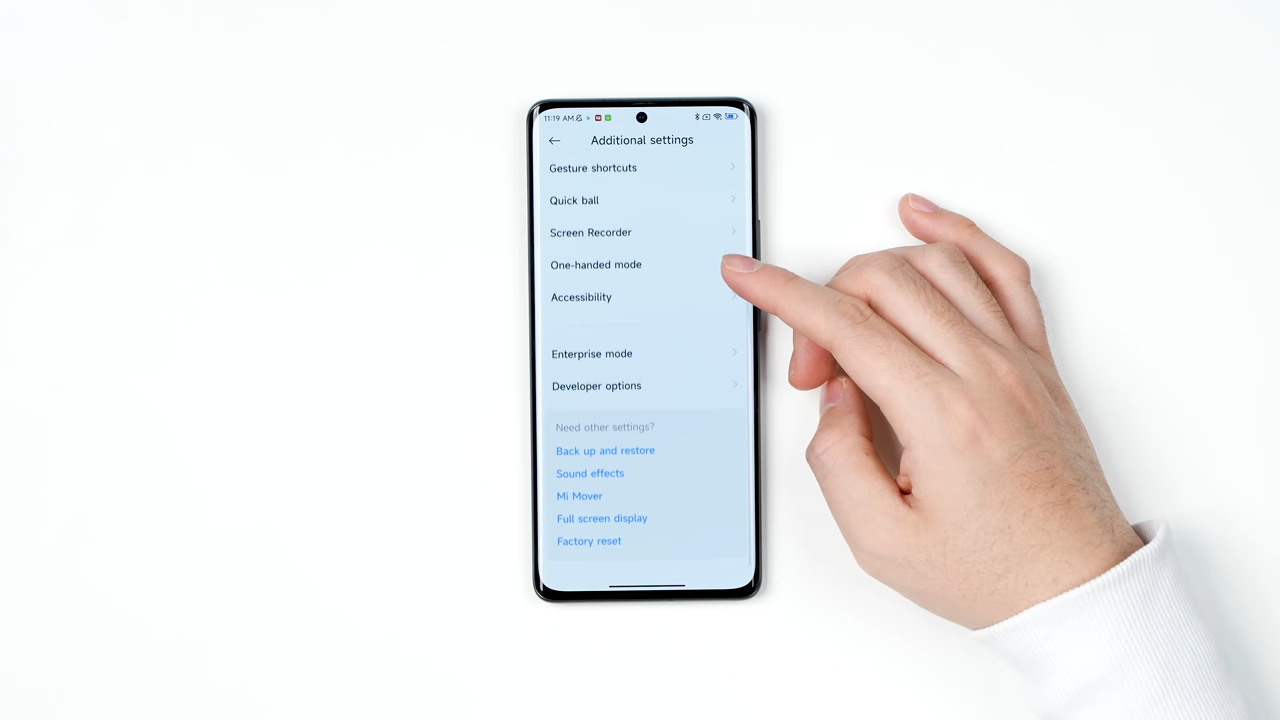 11:19 AM
Additional settings
Gesture shortcuts
Quick ball
Screen Recorder
One-handed mode
Accessibility
Enterprise mode
Developer options
Need other settings?
Back up and restore
Sound effects
Mi Mover
Full screen display
Factory reset